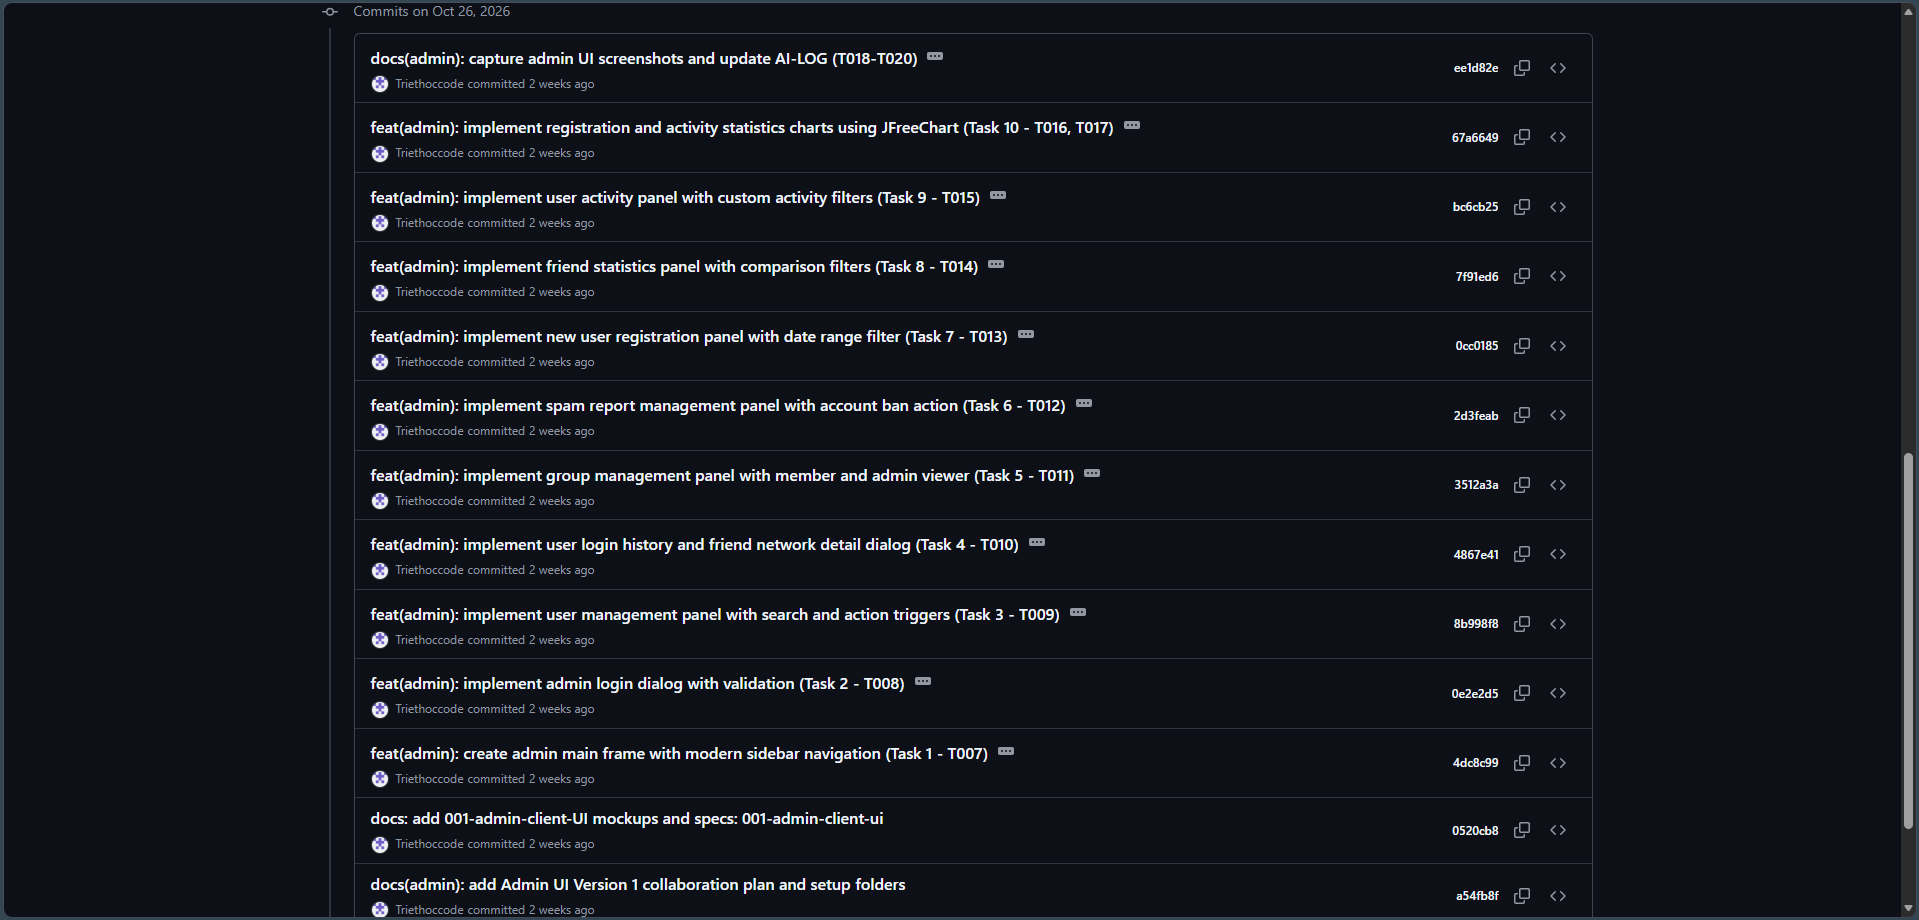 Commits on Oct 26, 2026
docs(admin): capture admin UI screenshots and update AI-LOG (T018-T020)
Triethoccode committed 2 weeks ago
ee1d82e
feat(admin): implement registration and activity statistics charts using JFreeChart (Task 10 - T016, T017)
Triethoccode committed 2 weeks ago
67a6649
feat(admin): implement user activity panel with custom activity filters (Task 9 - T015)
Triethoccode committed 2 weeks ago
bc6cb25
feat(admin): implement friend statistics panel with comparison filters (Task 8 - T014)
Triethoccode committed 2 weeks ago
7f91ed6
feat(admin): implement new user registration panel with date range filter (Task 7 - T013)
Triethoccode committed 2 weeks ago
0cc0185
feat(admin): implement spam report management panel with account ban action (Task 6 - T012)
Triethoccode committed 2 weeks ago
2d3feab
feat(admin): implement group management panel with member and admin viewer (Task 5 - T011)
Triethoccode committed 2 weeks ago
3512a3a
feat(admin): implement user login history and friend network detail dialog (Task 4 - T010)
Triethoccode committed 2 weeks ago
4867e41
feat(admin): implement user management panel with search and action triggers (Task 3 - T009)
Triethoccode committed 2 weeks ago
8b998f8
feat(admin): implement admin login dialog with validation (Task 2 - T008)
Triethoccode committed 2 weeks ago
0e2e2d5
feat(admin): create admin main frame with modern sidebar navigation (Task 1 - T007)
Triethoccode committed 2 weeks ago
4dc8c99
docs: add 001-admin-client-UI mockups and specs: 001-admin-client-ui
Triethoccode committed 2 weeks ago
0520cb8
docs(admin): add Admin UI Version 1 collaboration plan and setup folders
Triethoccode committed 2 weeks ago
a54fb8f